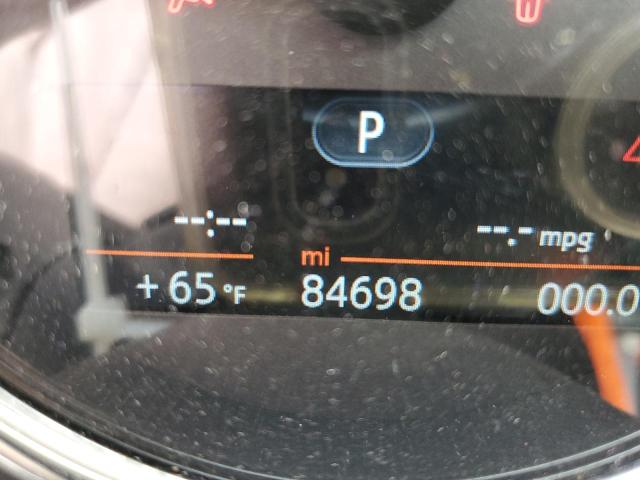 P
--:-- --.- mpg
mi
+ 65 °F 84698 000.0